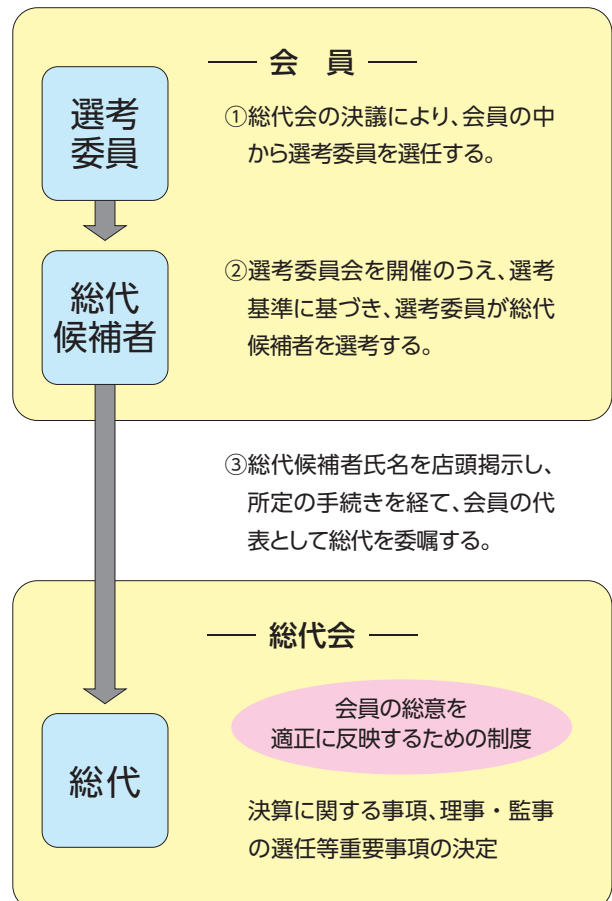 会 員
選考
委員
①総代会の決議により、会員の中
から選考委員を選任する。
総代
候補者
②選考委員会を開催のうえ、選考
基準に基づき、選考委員が総代
候補者を選考する。
③総代候補者氏名を店頭掲示し、
所定の手続きを経て、会員の代
表として総代を委嘱する。
総代会
会員の総意を
適正に反映するための制度
総代
決算に関する事項、理事・監事
の選任等重要事項の決定